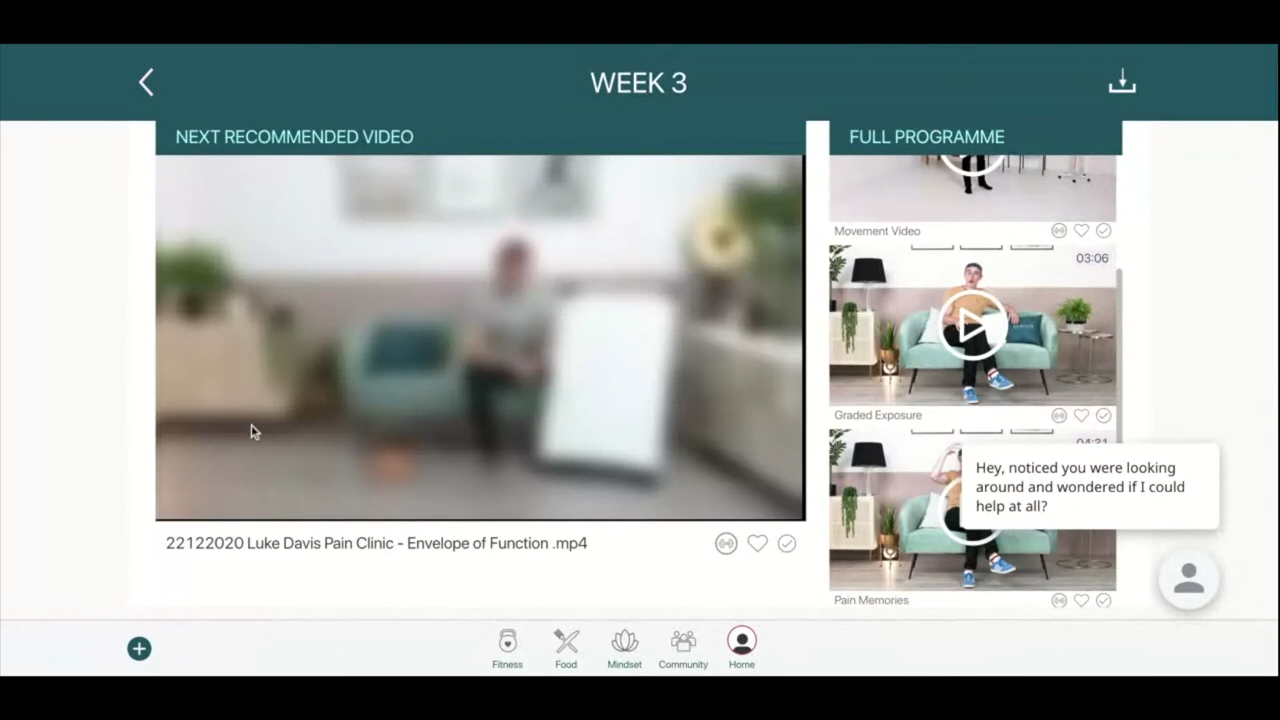 WEEK 3
NEXT RECOMMENDED VIDEO
FULL PROGRAMME
Movement Video
03:06
Graded Exposure
04:31
Hey, noticed you were looking
around and wondered if I could
help at all?
22122020 Luke Davis Pain Clinic - Envelope of Function .mp4
Pain Memories
Fitness
Food
Mindset
Community
Home